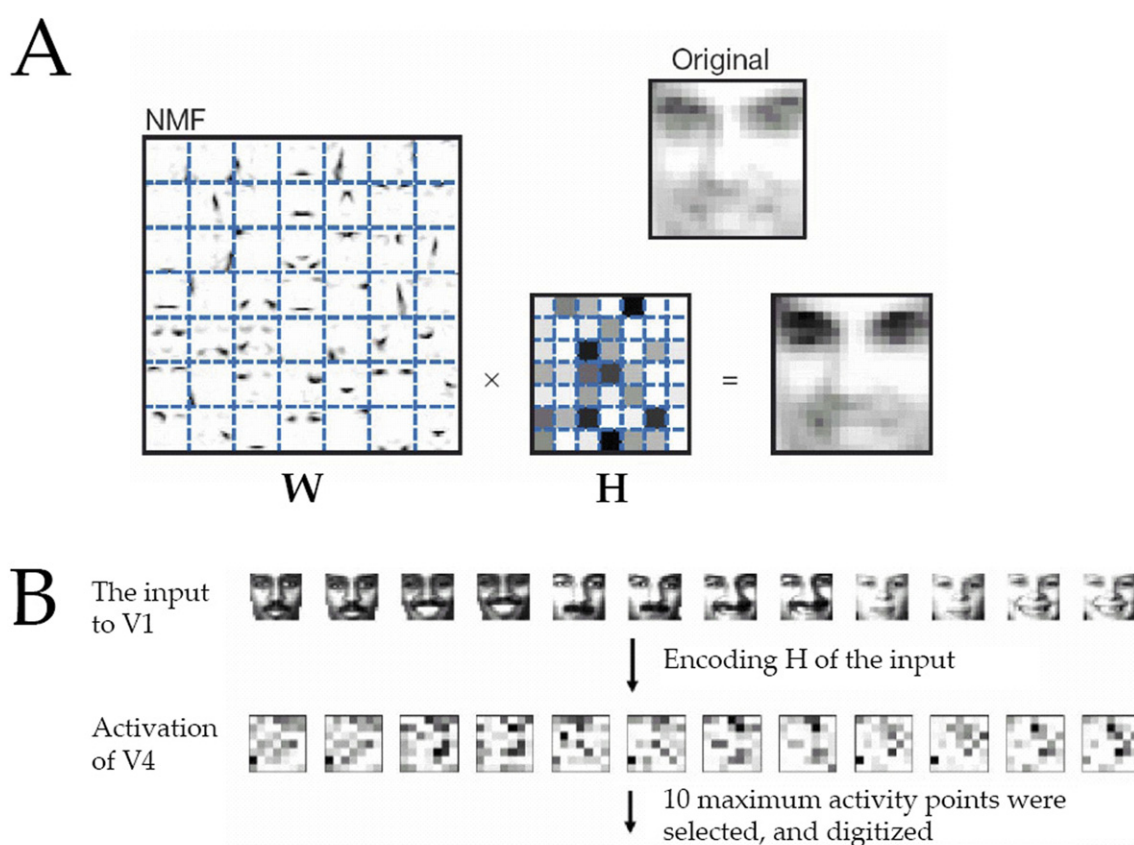 A
Original
NMF
×
=
W
H
B
The input
to V1
Encoding H of the input
Activation
of V4
10 maximum activity points were
selected, and digitized